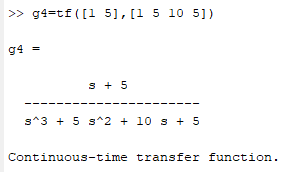 >> g4=tf([1 5],[1 5 10 5])
g4 =
s + 5
----------------------
s^3 + 5 s^2 + 10 s + 5
Continuous-time transfer function.